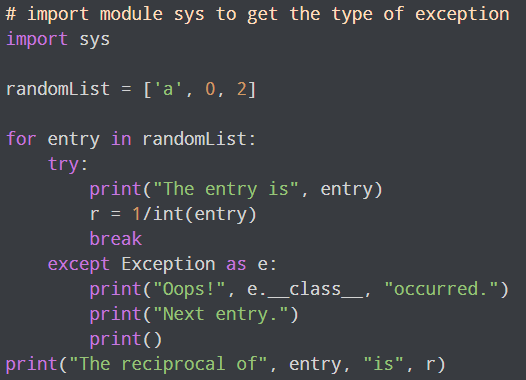 # import module sys to get the type of exception
import sys

randomList = ['a', 0, 2]

for entry in randomList:
    try:
        print("The entry is", entry)
        r = 1/int(entry)
        break
    except Exception as e:
        print("Oops!", e.__class__, "occurred.")
        print("Next entry.")
        print()
print("The reciprocal of", entry, "is", r)